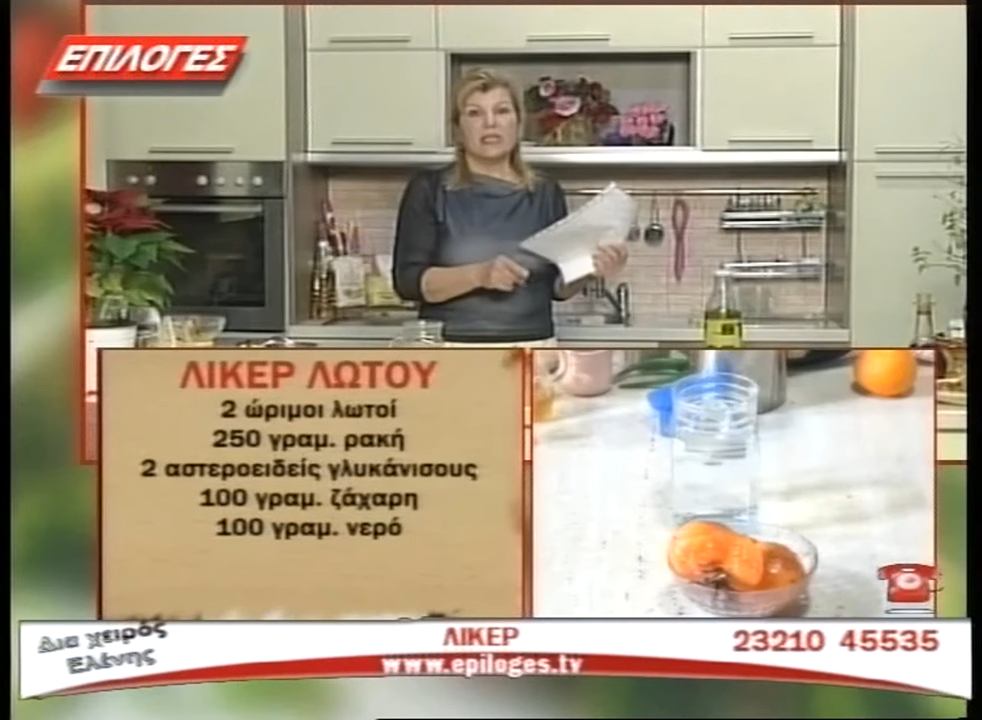 ΕΠΙΛΟΓΕΣ
ΛΙΚΕΡ ΛΩΤΟΥ
2 ώριμοι λωτοί
250 γραμ. ρακή
2 αστεροειδείς γλυκάνισους
100 γραμ. ζάχαρη
100 γραμ. νερό
Δια χειρός
Ελένης
ΛΙΚΕΡ
23210 45535
www.epiloges.tv